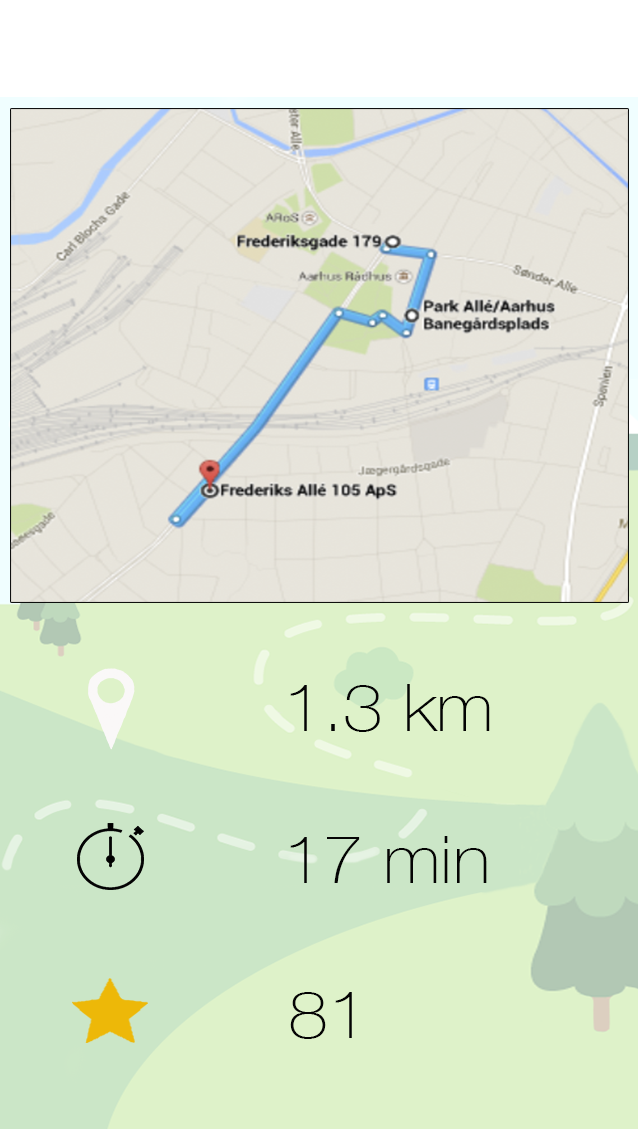 ster Allé
Carl Blochs Gade
ARoS
Frederiksgade 179
Aarhus Rådhus
Sønder Alle
Park Allé/Aarhus
Banegårdsplads
Spanien
Jægergårdsgade
Frederiks Allé 105 ApS
M
1.3 km
17 min
81